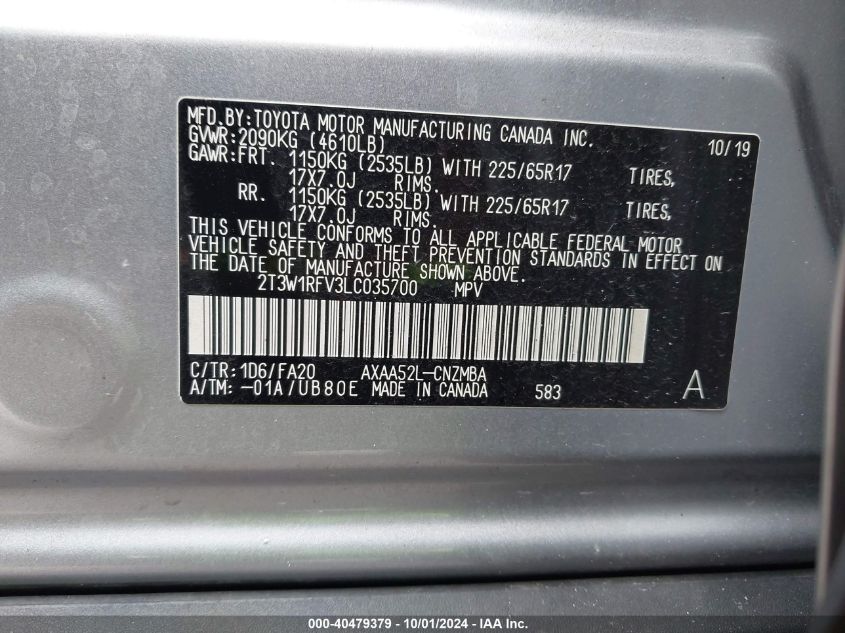 MFD.BY:TOYOTA MOTOR MANUFACTURING CANADA INC. 10/19
GVWR:2090KG (4610LB)
GAWR:FRT. 1150KG (2535LB) WITH 225/65R17 TIRES,
17X7.0J RIMS.
RR. 1150KG (2535LB) WITH 225/65R17 TIRES,
17X7.0J RIMS.
THIS VEHICLE CONFORMS TO ALL APPLICABLE FEDERAL MOTOR
VEHICLE SAFETY AND THEFT PREVENTION STANDARDS IN EFFECT ON
THE DATE OF MANUFACTURE SHOWN ABOVE.
2T3W1RFV3LC035700 MPV
C/TR:1D6/FA20 AXAA52L-CNZMBA
A/TM:-01A/UB80E MADE IN CANADA 583 A
000-40479379 - 10/01/2024 - IAA Inc.